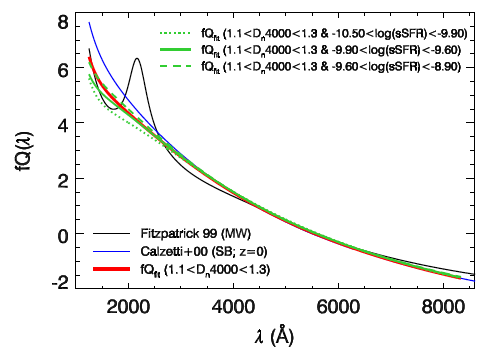 fQfit (1.1<Dn4000<1.3 & -10.50<log(sSFR)<-9.90)
fQfit (1.1<Dn4000<1.3 & -9.90<log(sSFR)<-9.60)
fQfit (1.1<Dn4000<1.3 & -9.60<log(sSFR)<-8.90)
8
6
4
2
0
-2
fQ(λ)
Fitzpatrick 99 (MW)
Calzetti+00 (SB; z=0)
fQfit (1.1<Dn4000<1.3)
2000 4000 6000 8000
λ (Å)